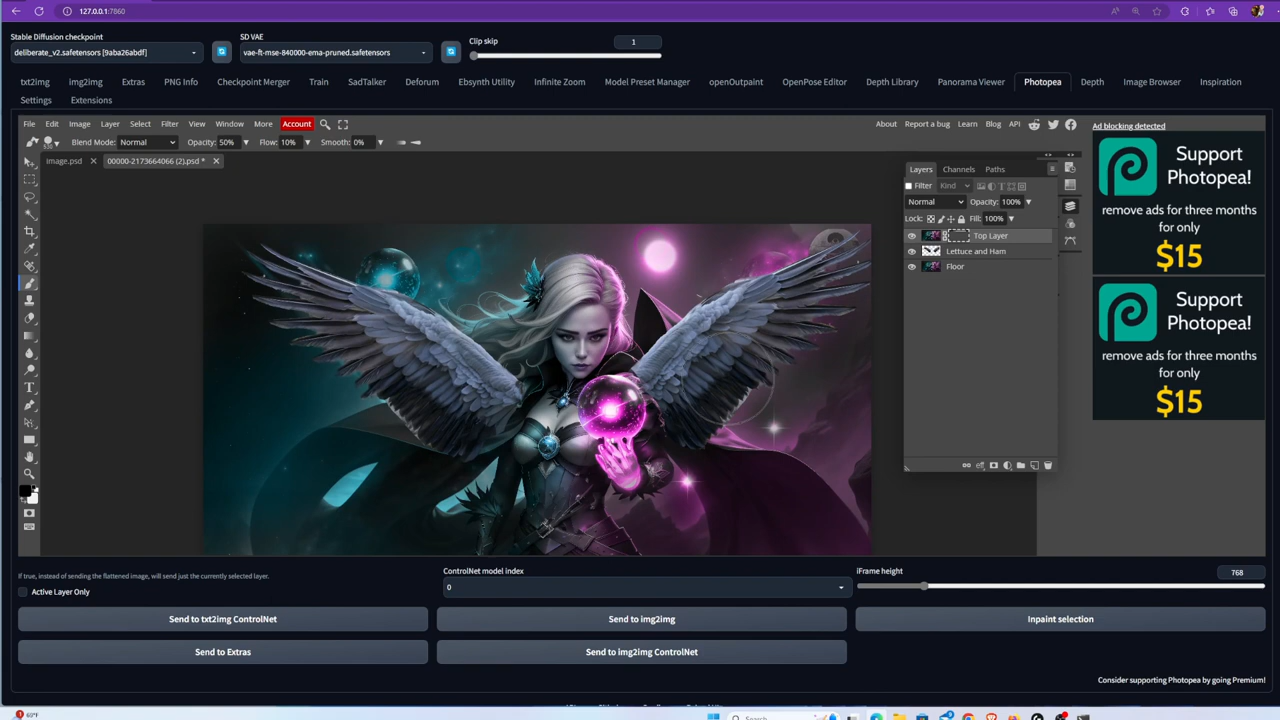 127.0.0.1:7860
Stable Diffusion checkpoint
deliberate_v2.safetensors [9aba26abdf]
SD VAE
vae-ft-mse-840000-ema-pruned.safetensors
Clip skip
1
txt2img img2img Extras PNG Info Checkpoint Merger Train SadTalker Deforum Ebsynth Utility Infinite Zoom Model Preset Manager openOutpaint OpenPose Editor Depth Library Panorama Viewer Photopea Depth Image Browser Inspiration
Settings Extensions
File Edit Image Layer Select Filter View Window More Account
About Report a bug Learn Blog API
Blend Mode: Normal Opacity: 50% Flow: 10% Smooth: 0%
image.psd 00000-2173664066 (2).psd *
Layers Channels Paths
Filter Kind
Normal Opacity: 100%
Lock: Fill: 100%
Top Layer
Lettuce and Ham
Floor
Ad blocking detected
Support
Photopea!
remove ads for three months
for only
$15
Support
Photopea!
remove ads for three months
for only
$15
If true, instead of sending the flattened image, will send just the currently selected layer.
Active Layer Only
ControlNet model index
0
iFrame height
768
Send to txt2img ControlNet
Send to img2img
Inpaint selection
Send to Extras
Send to img2img ControlNet
Consider supporting Photopea by going Premium!
1
69°F
Search